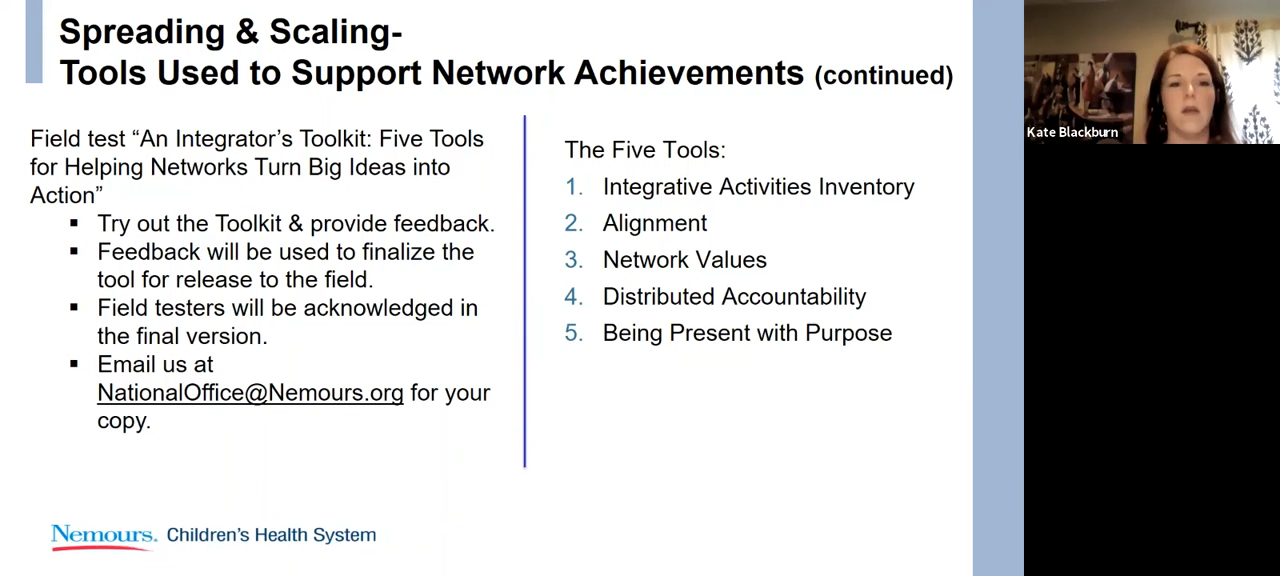 Spreading & Scaling-
Tools Used to Support Network Achievements (continued)
Field test “An Integrator’s Toolkit: Five Tools
for Helping Networks Turn Big Ideas into
Action”
▪ Try out the Toolkit & provide feedback.
▪ Feedback will be used to finalize the
tool for release to the field.
▪ Field testers will be acknowledged in
the final version.
▪ Email us at
NationalOffice@Nemours.org for your
copy.
The Five Tools:
1. Integrative Activities Inventory
2. Alignment
3. Network Values
4. Distributed Accountability
5. Being Present with Purpose
Nemours. Children's Health System
Kate Blackburn